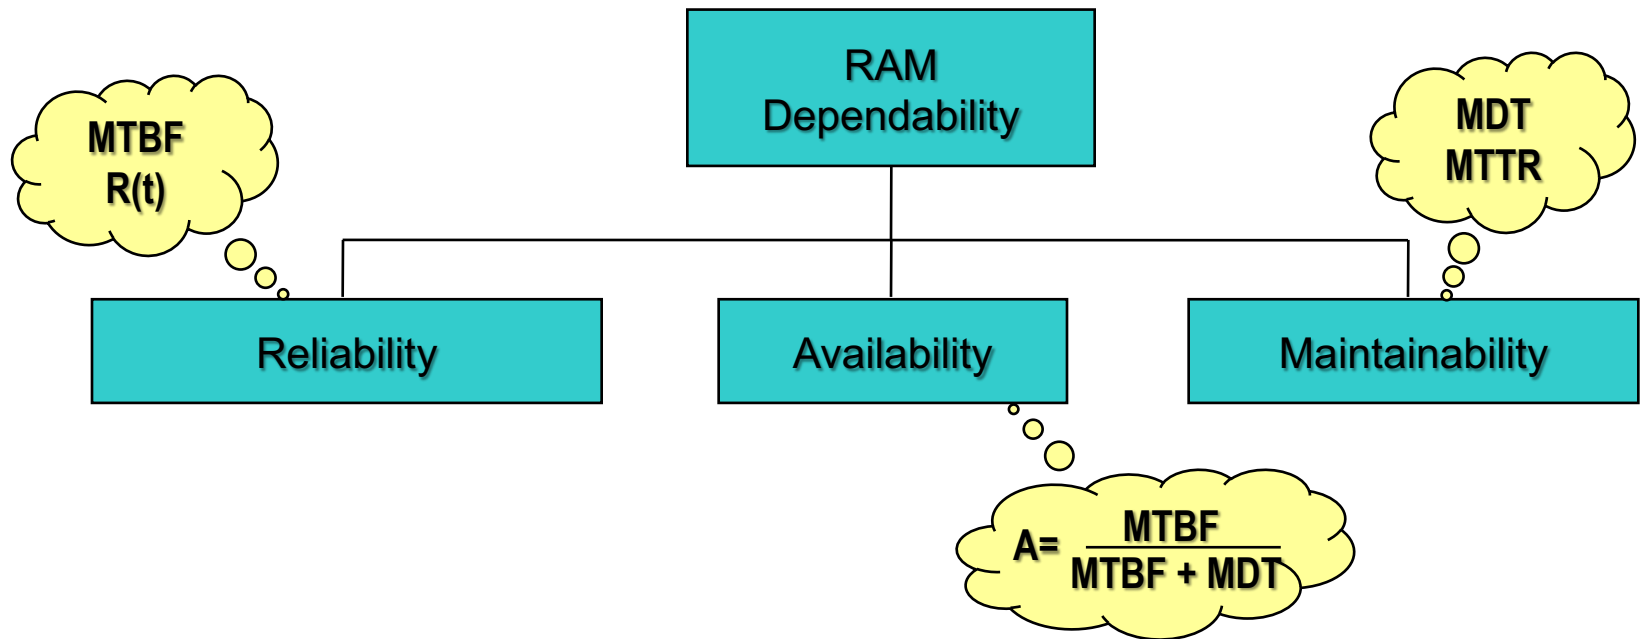 RAM
Dependability
MTBF
R(t)
MDT
MTTR
Reliability
Availability
Maintainability
A= MTBF
MTBF + MDT